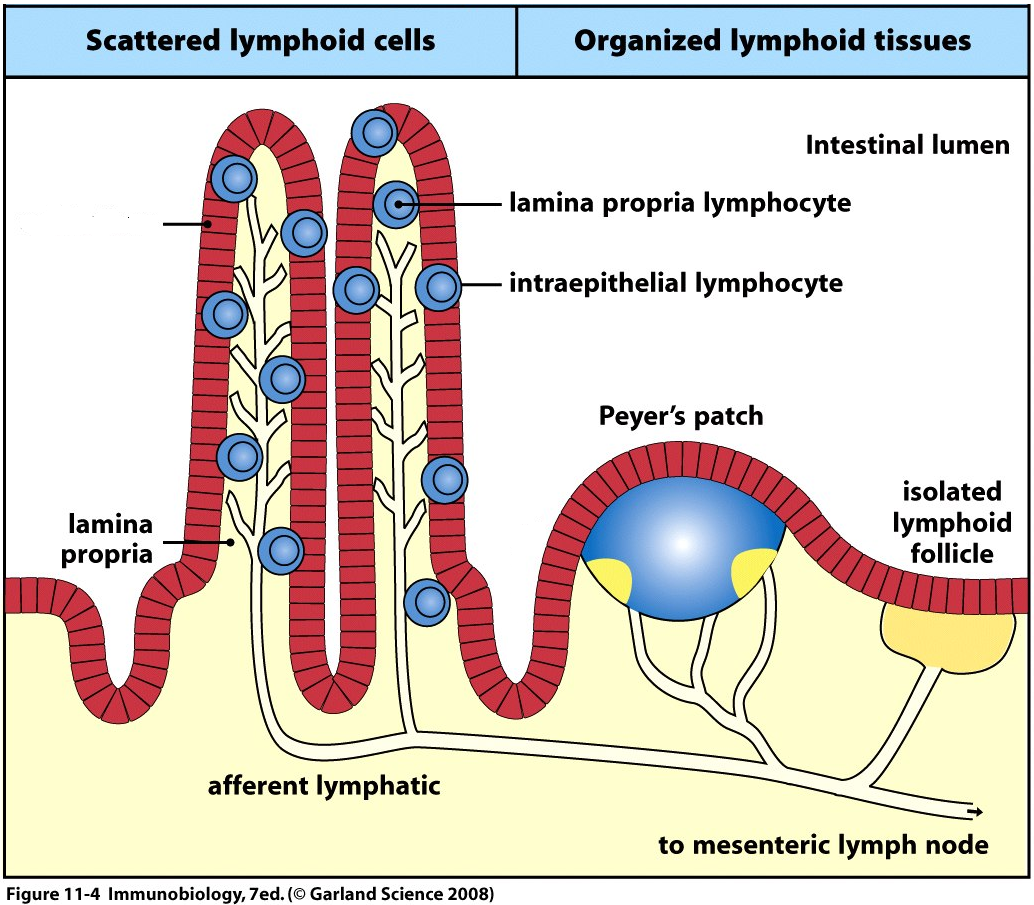 Scattered lymphoid cells
Organized lymphoid tissues
Intestinal lumen
lamina propria lymphocyte
intraepithelial lymphocyte
Peyer’s patch
isolated
lymphoid
follicle
lamina
propria
afferent lymphatic
to mesenteric lymph node
Figure 11-4 Immunobiology, 7ed. (© Garland Science 2008)